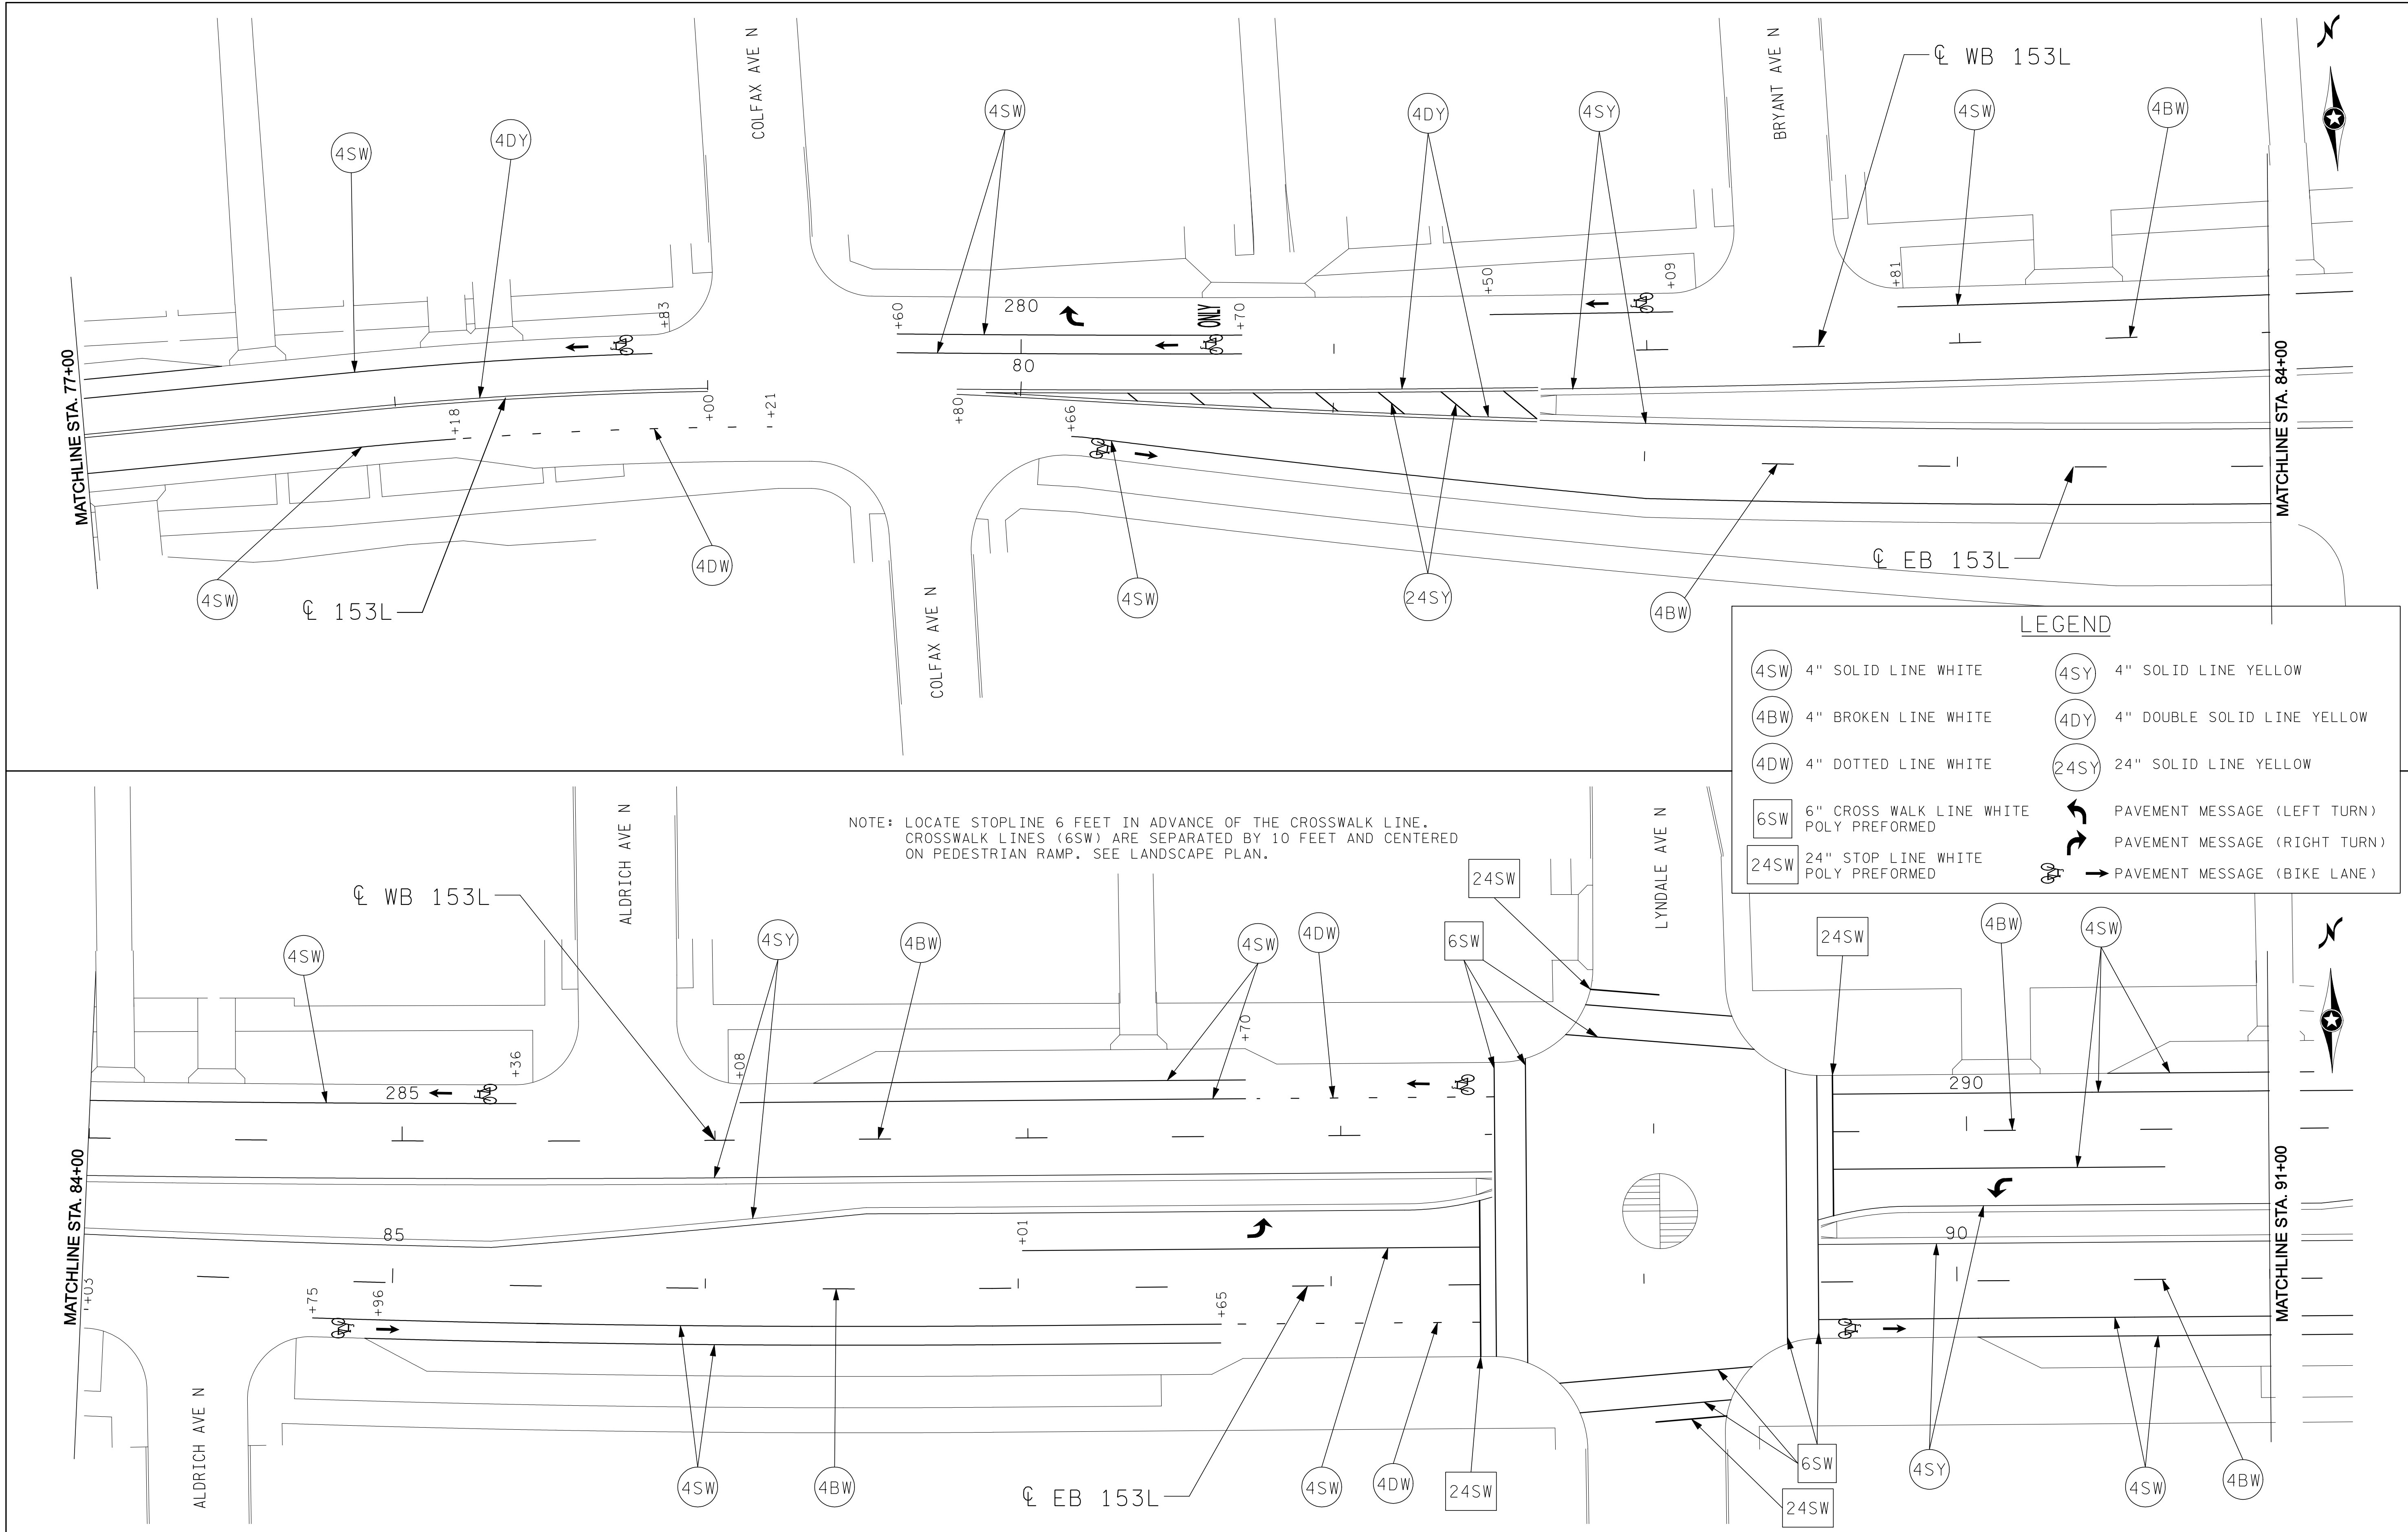 COLFAX AVE N
BRYANT AVE N
℄ WB 153L
N
4SW
4DY
4SW
4DY
4SY
4SW
4BW
+83
+60
280
ONLY
+70
+50
+09
+81
MATCHLINE STA. 77+00
80
+18
+00
+21
+80
+66
MATCHLINE STA. 84+00
4SW
℄ 153L
4DW
COLFAX AVE N
4SW
24SY
4BW
℄ EB 153L
LEGEND
4SW 4" SOLID LINE WHITE
4SY 4" SOLID LINE YELLOW
4BW 4" BROKEN LINE WHITE
4DY 4" DOUBLE SOLID LINE YELLOW
4DW 4" DOTTED LINE WHITE
24SY 24" SOLID LINE YELLOW
6SW 6" CROSS WALK LINE WHITE
POLY PREFORMED
24SW 24" STOP LINE WHITE
POLY PREFORMED
PAVEMENT MESSAGE (LEFT TURN)
PAVEMENT MESSAGE (RIGHT TURN)
PAVEMENT MESSAGE (BIKE LANE)
NOTE: LOCATE STOPLINE 6 FEET IN ADVANCE OF THE CROSSWALK LINE.
CROSSWALK LINES (6SW) ARE SEPARATED BY 10 FEET AND CENTERED
ON PEDESTRIAN RAMP. SEE LANDSCAPE PLAN.
ALDRICH AVE N
LYNDALE AVE N
℄ WB 153L
N
4SW
4SY
4BW
4SW
4DW
6SW
24SW
24SW
4BW
4SW
+36
+08
+70
285
290
MATCHLINE STA. 84+00
85
+01
90
MATCHLINE STA. 91+00
+03
+75
+96
+65
ALDRICH AVE N
4SW
4BW
℄ EB 153L
4SW
4DW
24SW
6SW
24SW
4SY
4SW
4BW